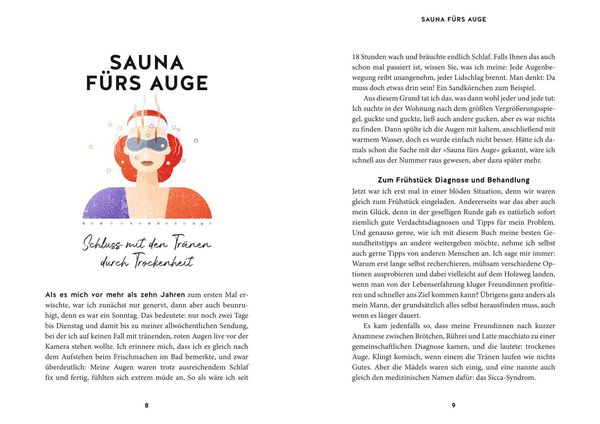 SAUNA
FÜRS AUGE
Schluss mit den Tränen
durch Trockenheit
Als es mich vor mehr als zehn Jahren zum ersten Mal er-
wischte, war ich zunächst nur genervt, dann aber auch beunru-
higt, denn es war ein Sonntag. Das bedeutete: nur noch zwei Tage
bis Dienstag und damit bis zu meiner allwöchentlichen Sendung,
bei der ich auf keinen Fall mit tränenden, roten Augen live vor der
Kamera stehen wollte. Ich erinnere mich, dass ich es gleich nach
dem Aufstehen beim Frischmachen im Bad bemerkte, und zwar
überdeutlich: Meine Augen waren trotz ausreichendem Schlaf
fix und fertig, fühlten sich extrem müde an. So als wäre ich seit
8
SAUNA FÜRS AUGE
18 Stunden wach und bräuchte endlich Schlaf. Falls Ihnen das auch
schon mal passiert ist, wissen Sie, was ich meine: Jede Augenbe-
wegung reibt unangenehm, jeder Lidschlag brennt. Man denkt: Da
muss doch etwas drin sein! Ein Sandkörnchen zum Beispiel.
Aus diesem Grund tat ich das, was dann wohl jeder und jede tut:
Ich suchte in der Wohnung nach dem größten Vergrößerungsspie-
gel, guckte und guckte, ließ auch andere gucken, aber es war nichts
zu finden. Dann spülte ich die Augen mit kaltem, anschließend mit
warmem Wasser, doch es wurde einfach nicht besser. Hätte ich da-
mals schon die Sache mit der »Sauna fürs Auge« gekannt, wäre ich
schnell aus der Nummer raus gewesen, aber dazu später mehr.
Zum Frühstück Diagnose und Behandlung
Jetzt war ich erst mal in einer blöden Situation, denn wir waren
gleich zum Frühstück eingeladen. Andererseits war das aber auch
mein Glück, denn in der geselligen Runde gab es natürlich sofort
ziemlich gute Verdachtsdiagnosen und Tipps für mein Problem.
Und genauso gerne, wie ich mit diesem Buch meine besten Ge-
sundheitstipps an andere weitergeben möchte, nehme ich selbst
auch gerne Tipps von anderen Menschen an. Ich sage mir immer:
Warum erst lange selbst recherchieren, mühsam verschiedene Op-
tionen ausprobieren und dabei vielleicht auf dem Holzweg landen,
wenn man von der Lebenserfahrung kluger Freundinnen profitie-
ren und schneller ans Ziel kommen kann? Übrigens ganz anders als
mein Mann, der grundsätzlich alles selbst herausfinden muss, auch
wenn es länger dauert.
Es kam jedenfalls so, dass meine Freundinnen nach kurzer
Anamnese zwischen Brötchen, Rührei und Latte macchiato zu einer
gemeinschaftlichen Diagnose kamen, und die lautete: trockenes
Auge. Klingt komisch, wenn einem die Tränen laufen wie nichts
Gutes. Aber die Mädels waren sich einig, und eine nannte auch
gleich den medizinischen Namen dafür: das Sicca-Syndrom.
9